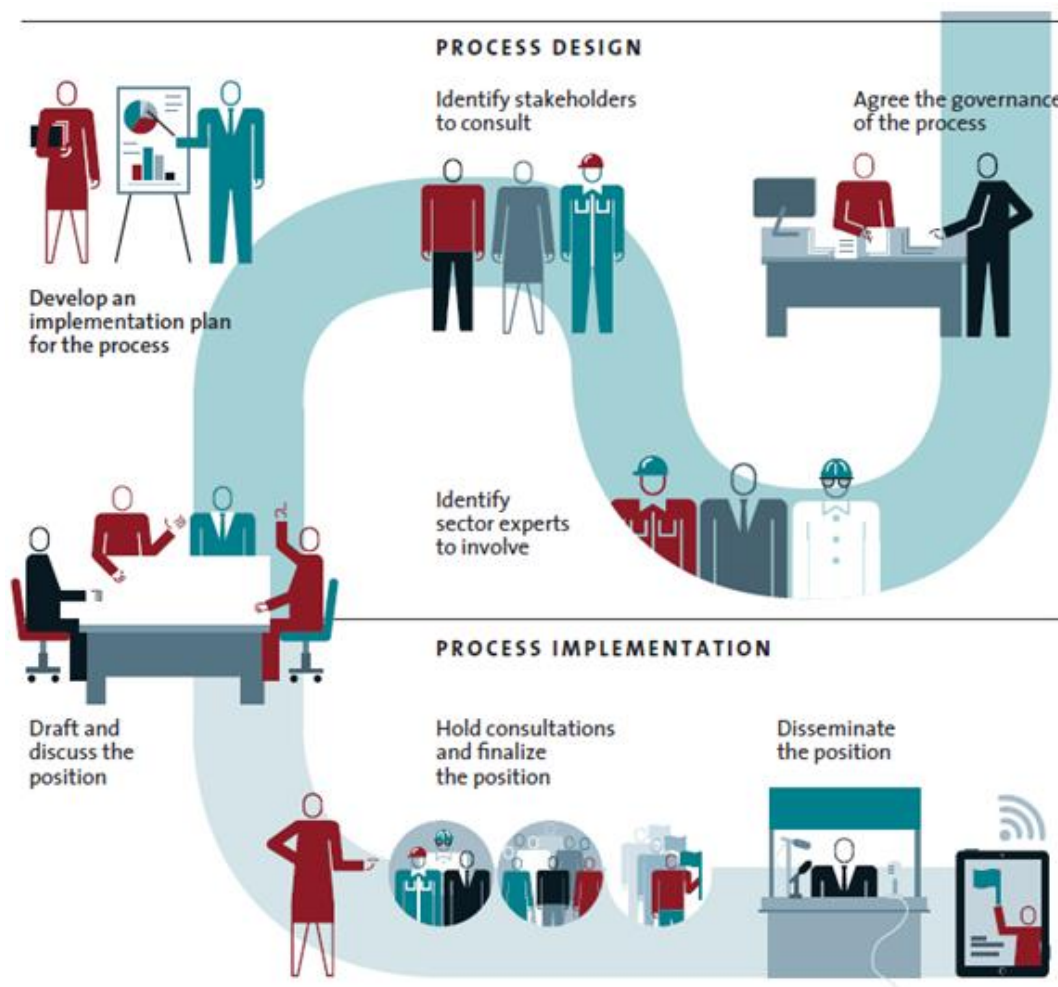 PROCESS DESIGN
Identify stakeholders
to consult
Agree the governance
of the process
Develop an
implementation plan
for the process
Identify
sector experts
to involve
PROCESS IMPLEMENTATION
Draft and
discuss the
position
Hold consultations
and finalize
the position
Disseminate
the position